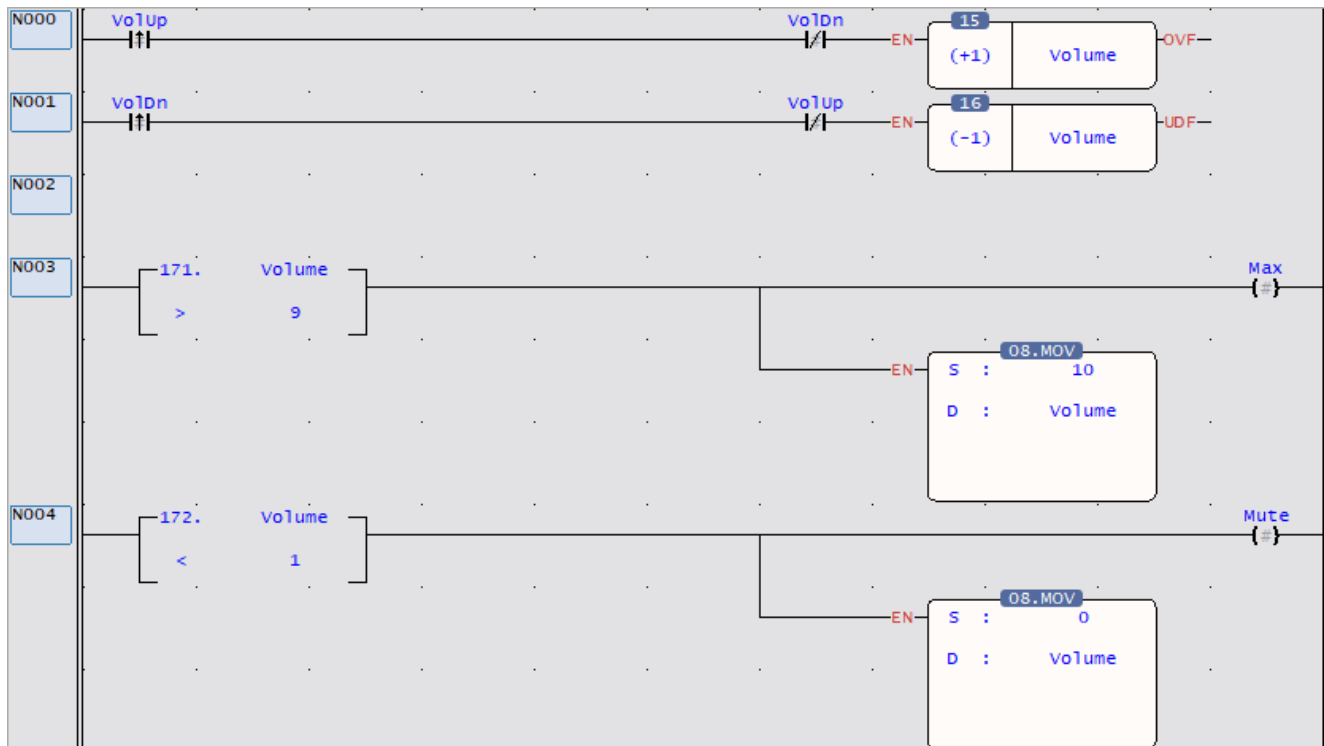 N000 VolUp VolDn 15
EN (+1) Volume OVF
N001 VolDn VolUp 16
EN (-1) Volume UDF
N002
N003 171. Volume Max
> 9 (#)
08.MOV
EN S : 10
D : Volume
N004 172. Volume Mute
< 1 (#)
08.MOV
EN S : 0
D : Volume